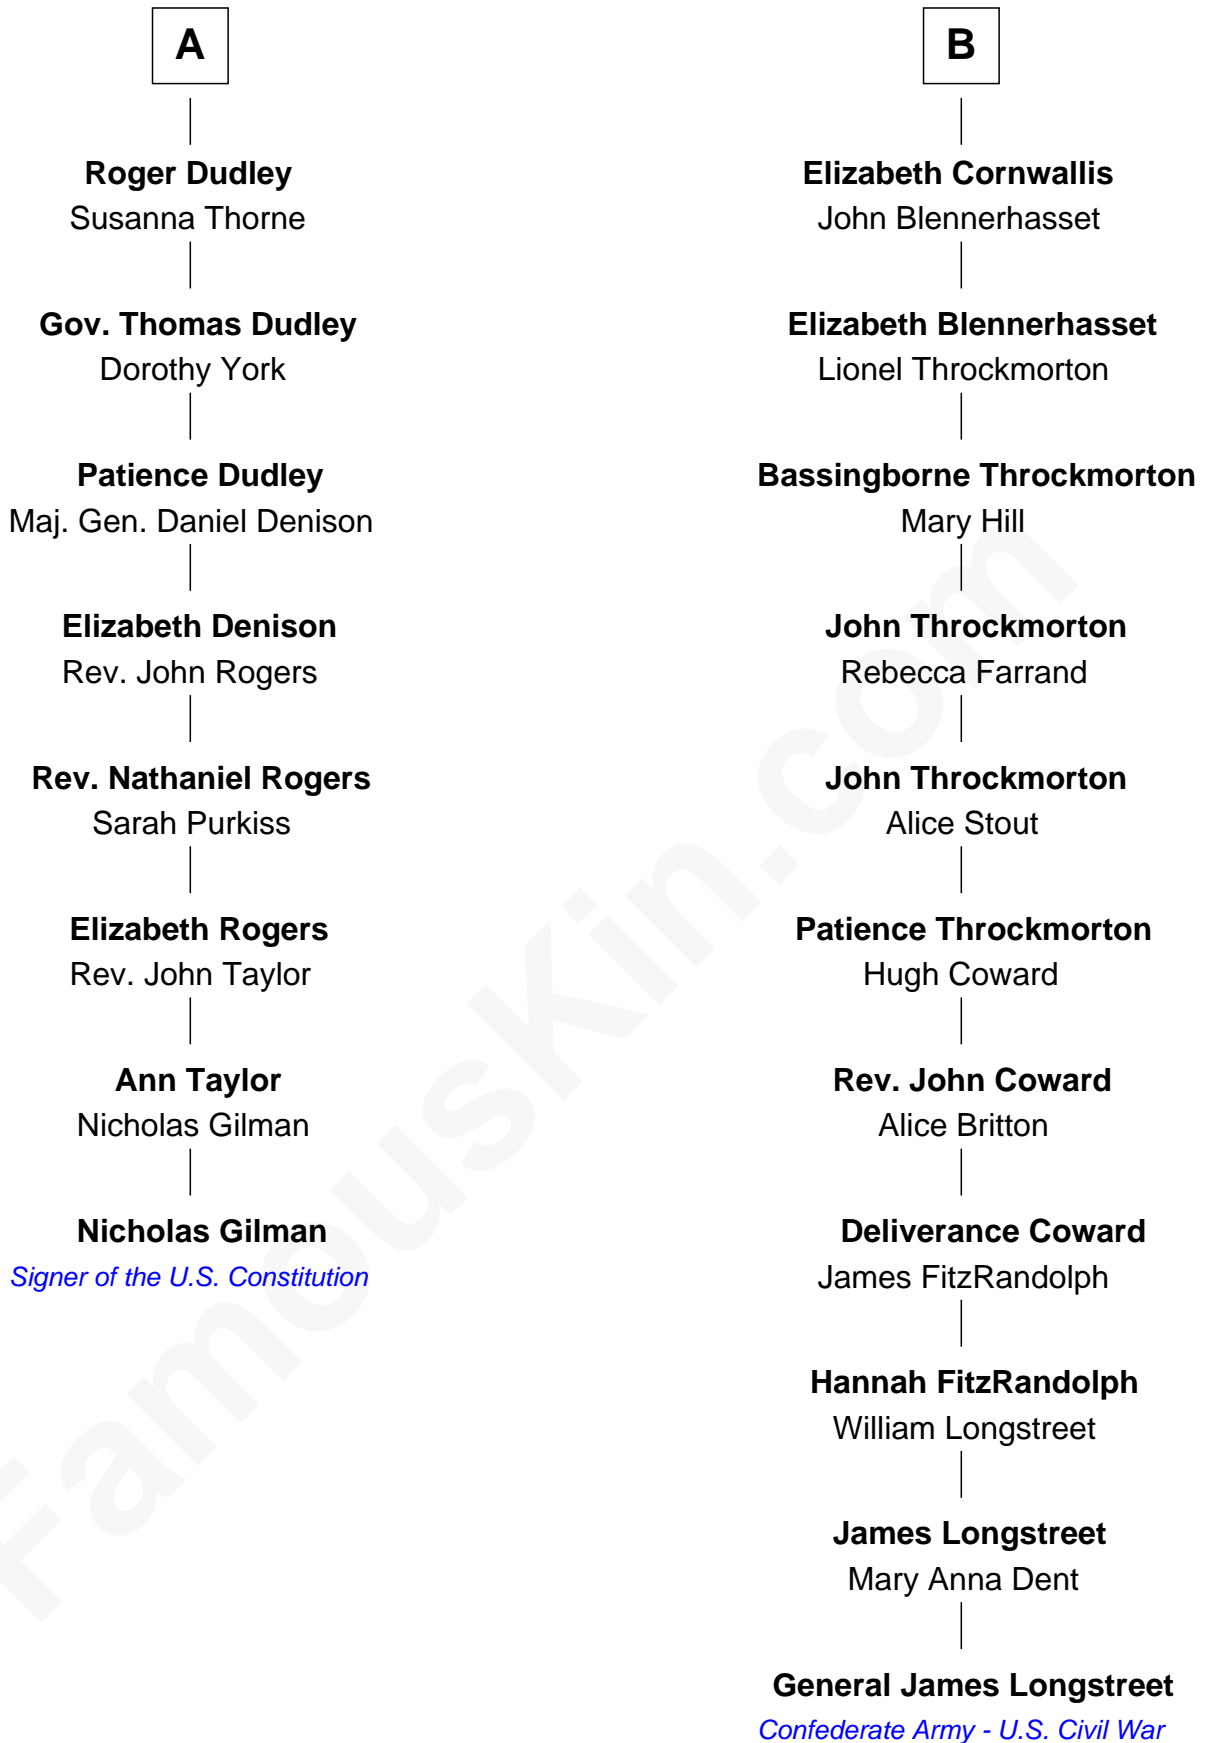 A
Roger Dudley
Susanna Thorne
Gov. Thomas Dudley
Dorothy York
Patience Dudley
Maj. Gen. Daniel Denison
Elizabeth Denison
Rev. John Rogers
Rev. Nathaniel Rogers
Sarah Purkiss
Elizabeth Rogers
Rev. John Taylor
Ann Taylor
Nicholas Gilman
Nicholas Gilman
Signer of the U.S. Constitution
B
Elizabeth Cornwallis
John Blennerhasset
Elizabeth Blennerhasset
Lionel Throckmorton
Bassingborne Throckmorton
Mary Hill
John Throckmorton
Rebecca Farrand
John Throckmorton
Alice Stout
Patience Throckmorton
Hugh Coward
Rev. John Coward
Alice Britton
Deliverance Coward
James FitzRandolph
Hannah FitzRandolph
William Longstreet
James Longstreet
Mary Anna Dent
General James Longstreet
Confederate Army - U.S. Civil War
FamousKin.com